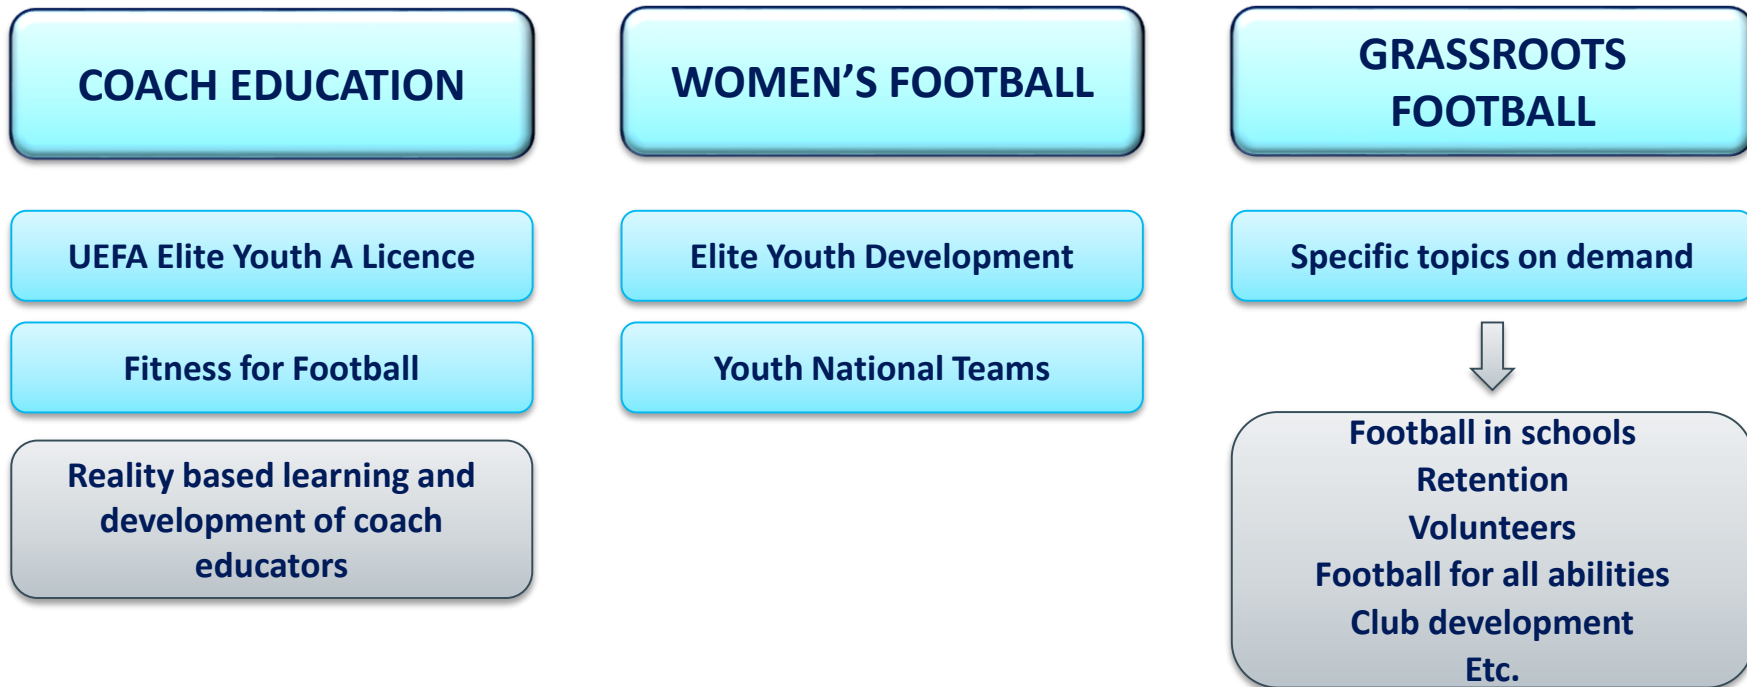 COACH EDUCATION
UEFA Elite Youth A Licence
Fitness for Football
Reality based learning and
development of coach
educators
WOMEN’S FOOTBALL
Elite Youth Development
Youth National Teams
GRASSROOTS
FOOTBALL
Specific topics on demand
Football in schools
Retention
Volunteers
Football for all abilities
Club development
Etc.